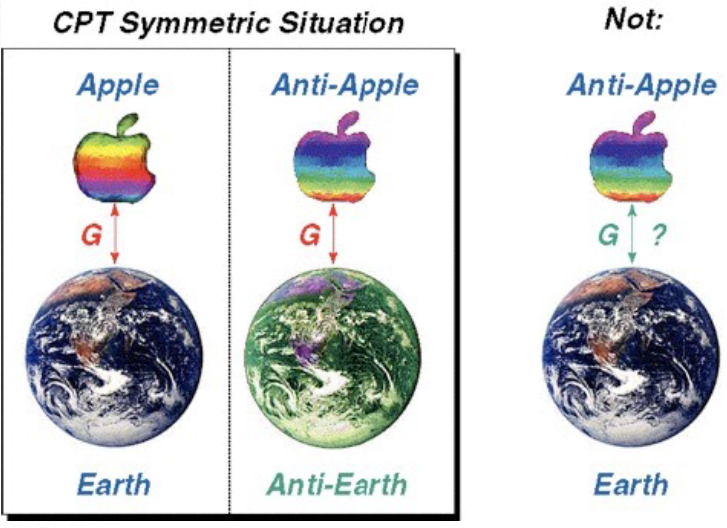 CPT Symmetric Situation
Not:
Apple
Anti-Apple
Anti-Apple
G
G
G ?
Earth
Anti-Earth
Earth